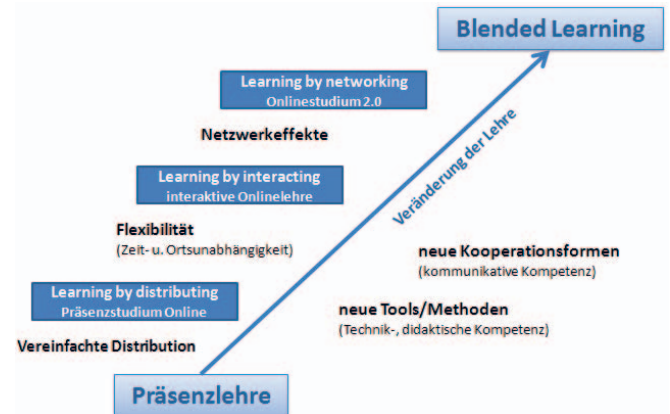 Blended Learning
Learning by networking
Onlinestudium 2.0
Netzwerkeffekte
Veränderung der Lehre
Learning by interacting
interaktive Onlinelehre
Flexibilität
(Zeit- u. Ortsunabhängigkeit)
neue Kooperationsformen
(kommunikative Kompetenz)
Learning by distributing
Präsenzstudium Online
neue Tools/Methoden
(Technik-, didaktische Kompetenz)
Vereinfachte Distribution
Präsenzlehre